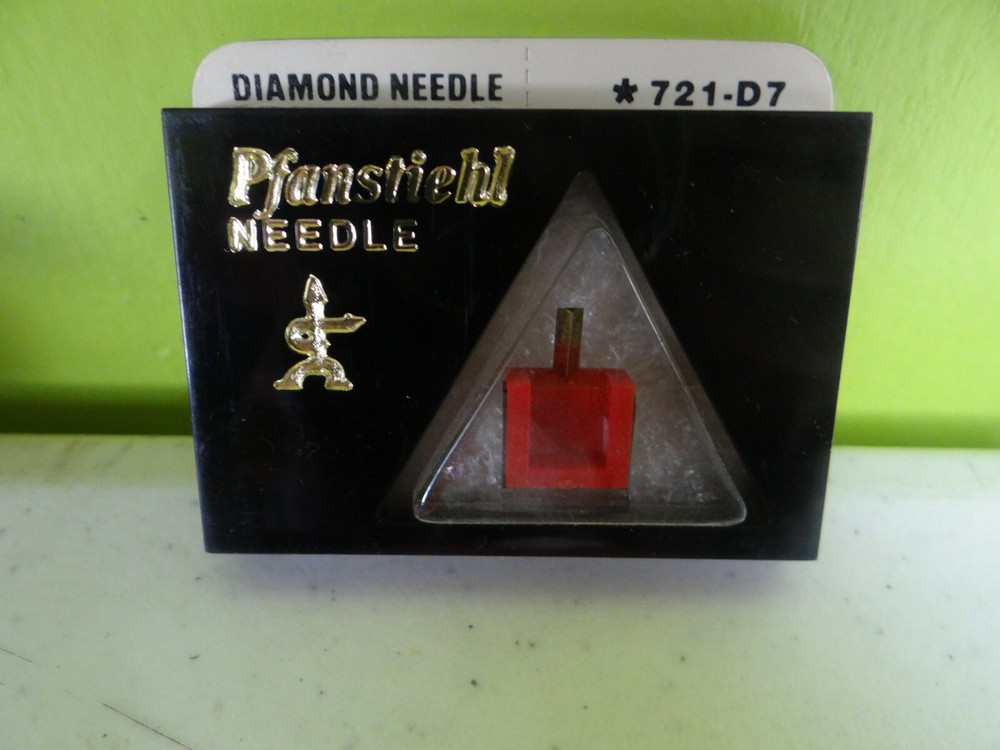 DIAMOND NEEDLE * 721-D7
Pfanstiehl
NEEDLE